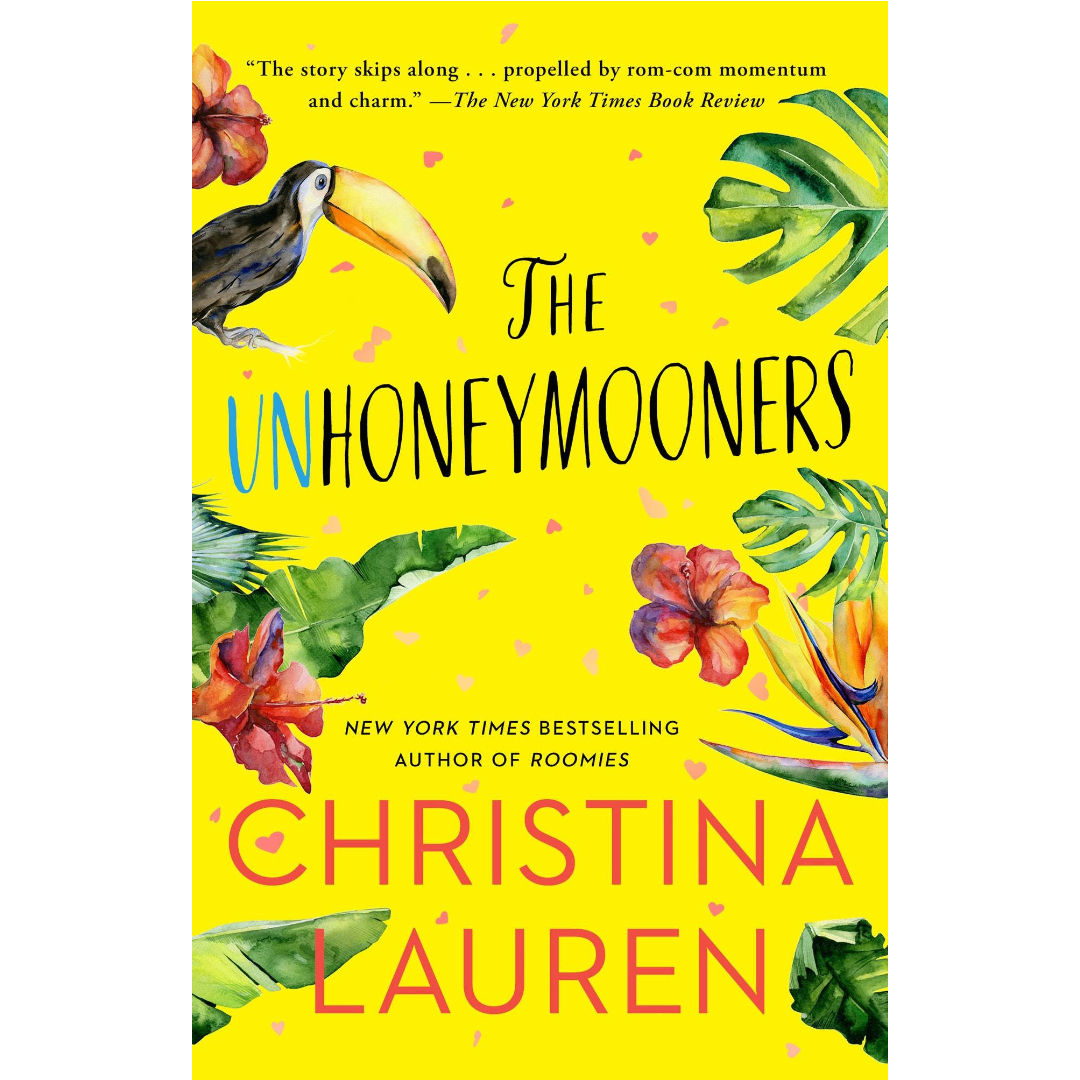 “The story skips along . . . propelled by rom-com momentum
and charm.” —The New York Times Book Review
THE
UNHONEYMOONERS
NEW YORK TIMES BESTSELLING
AUTHOR OF ROOMIES
CHRISTINA
LAUREN